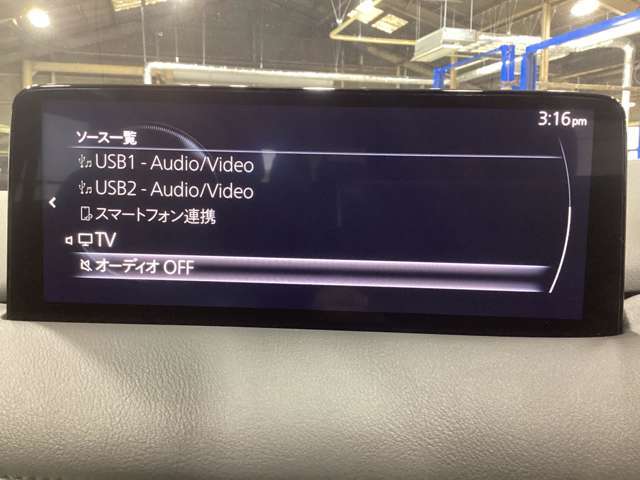 3:16pm
ソース一覧
USB1 - Audio/Video
USB2 - Audio/Video
スマートフォン連携
TV
オーディオ OFF